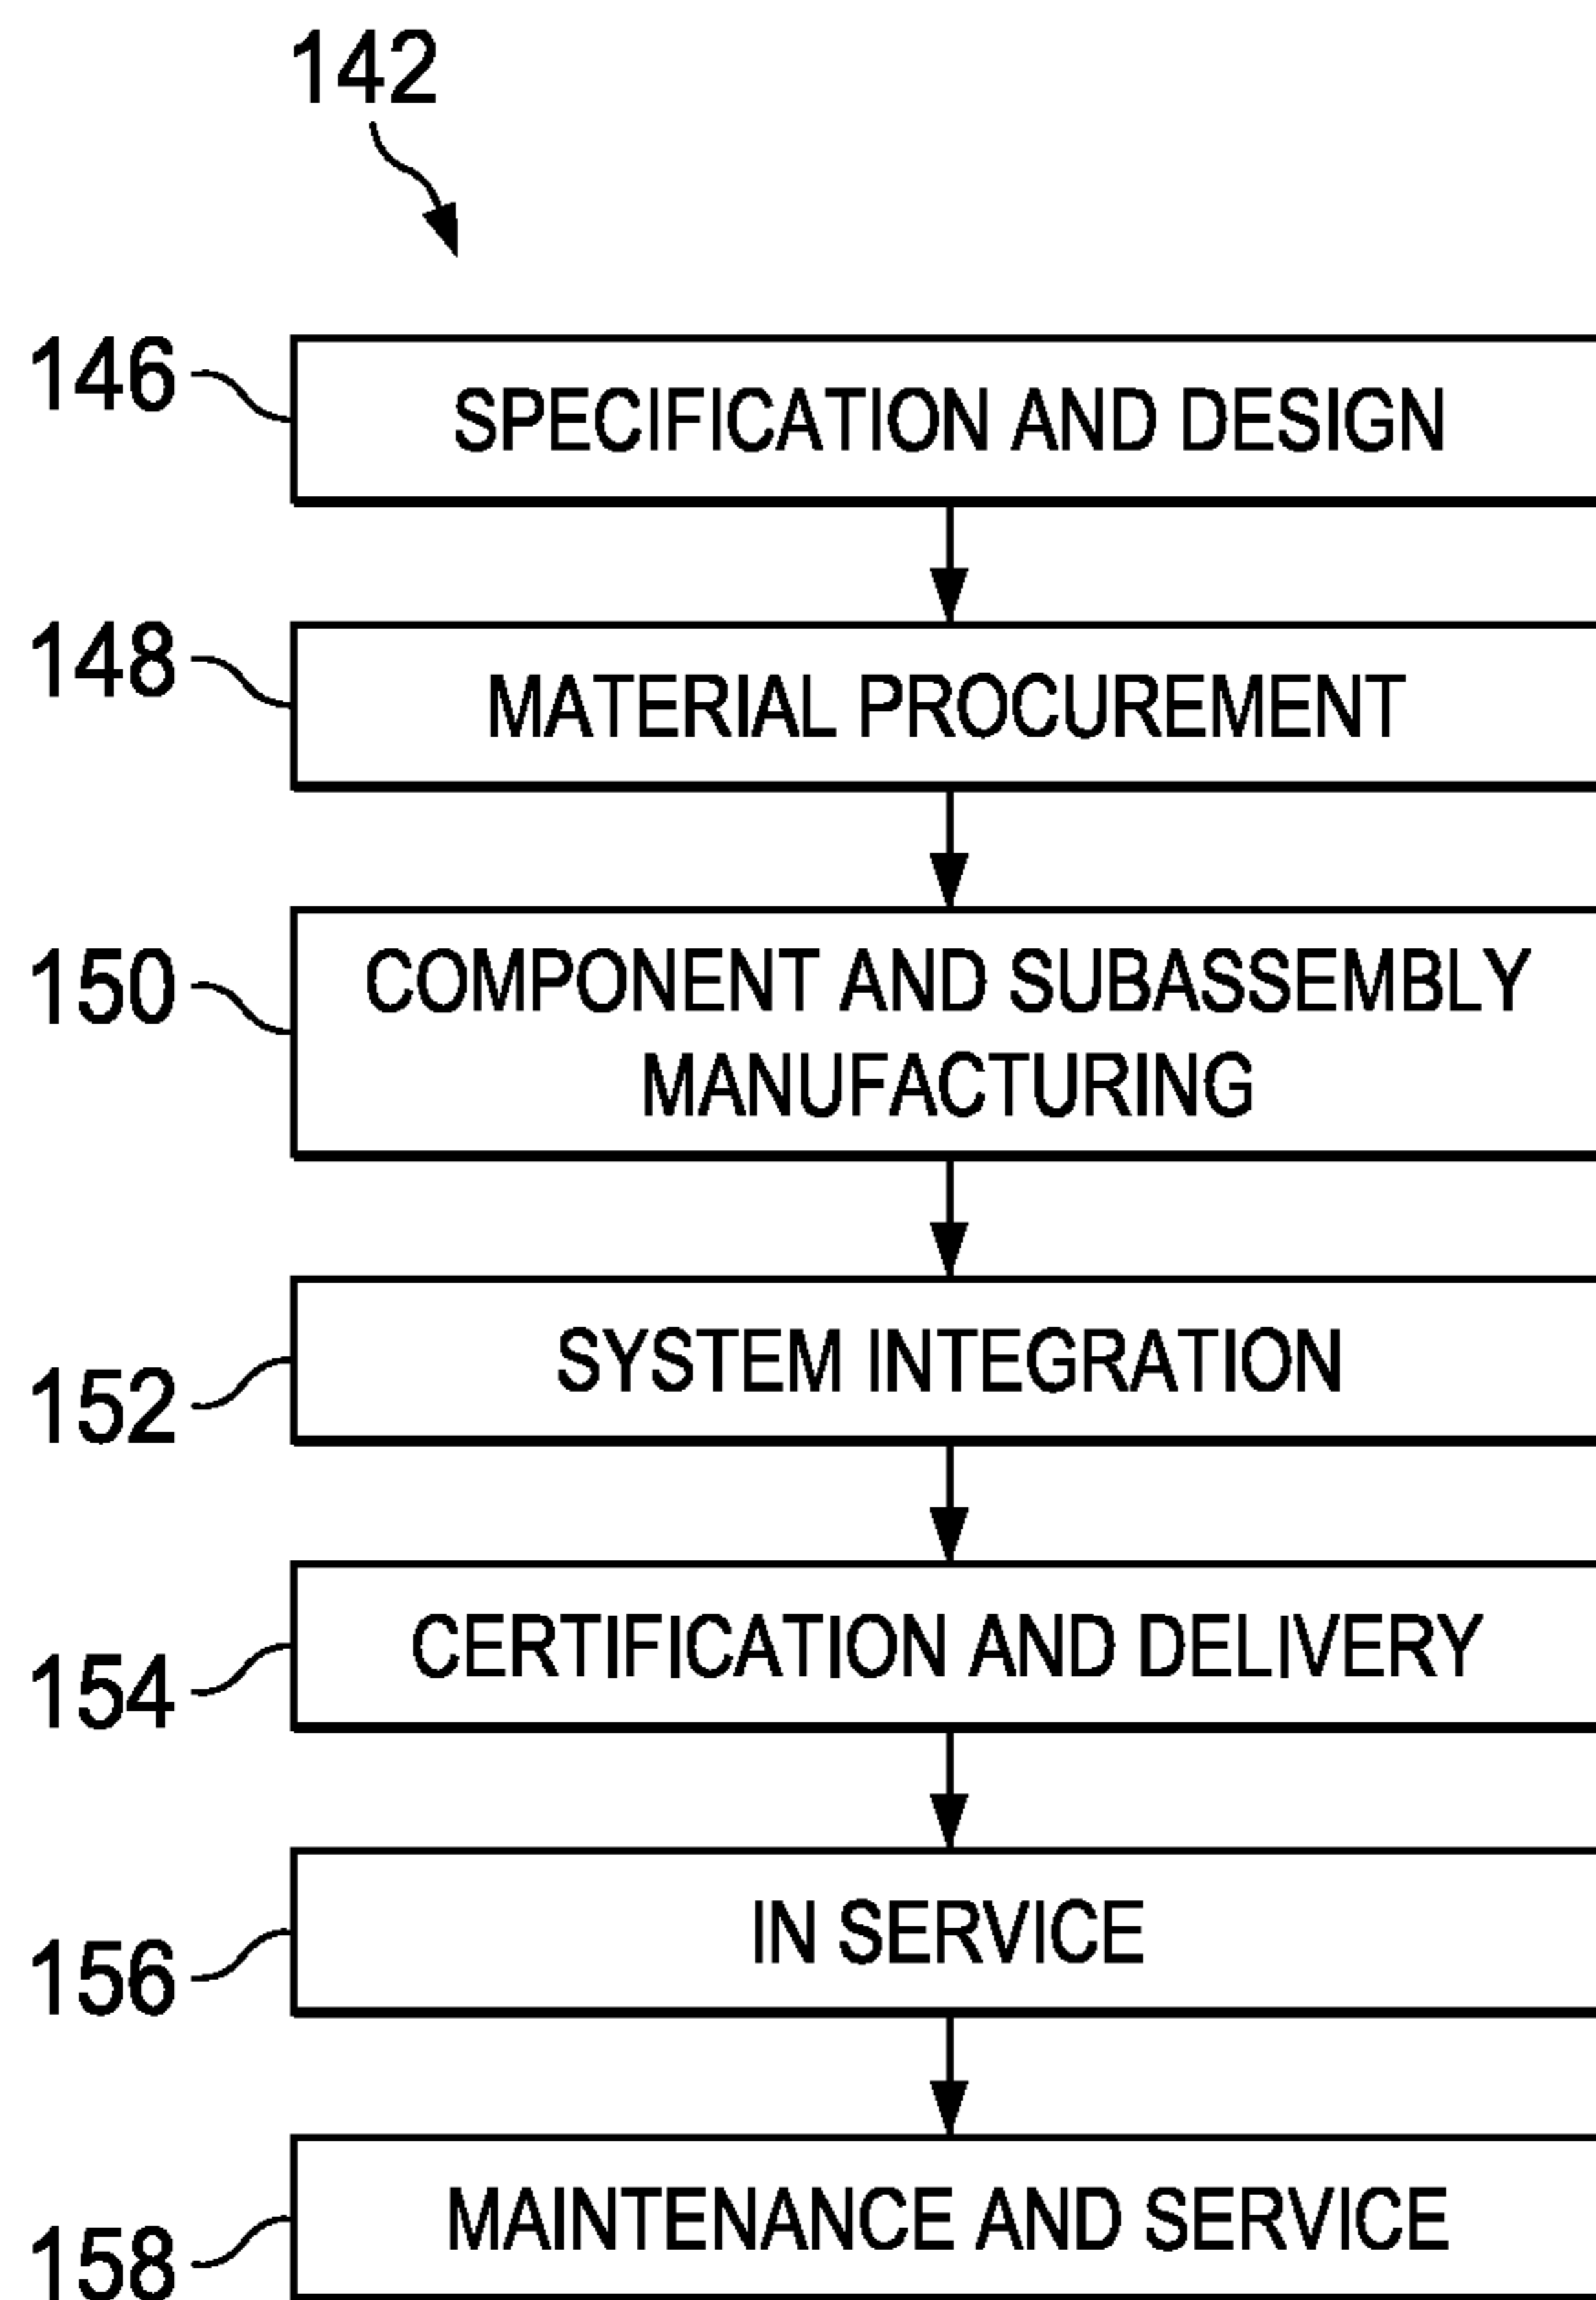 142
146
SPECIFICATION AND DESIGN
148
MATERIAL PROCUREMENT
150
COMPONENT AND SUBASSEMBLY
MANUFACTURING
152
SYSTEM INTEGRATION
154
CERTIFICATION AND DELIVERY
156
IN SERVICE
158
MAINTENANCE AND SERVICE